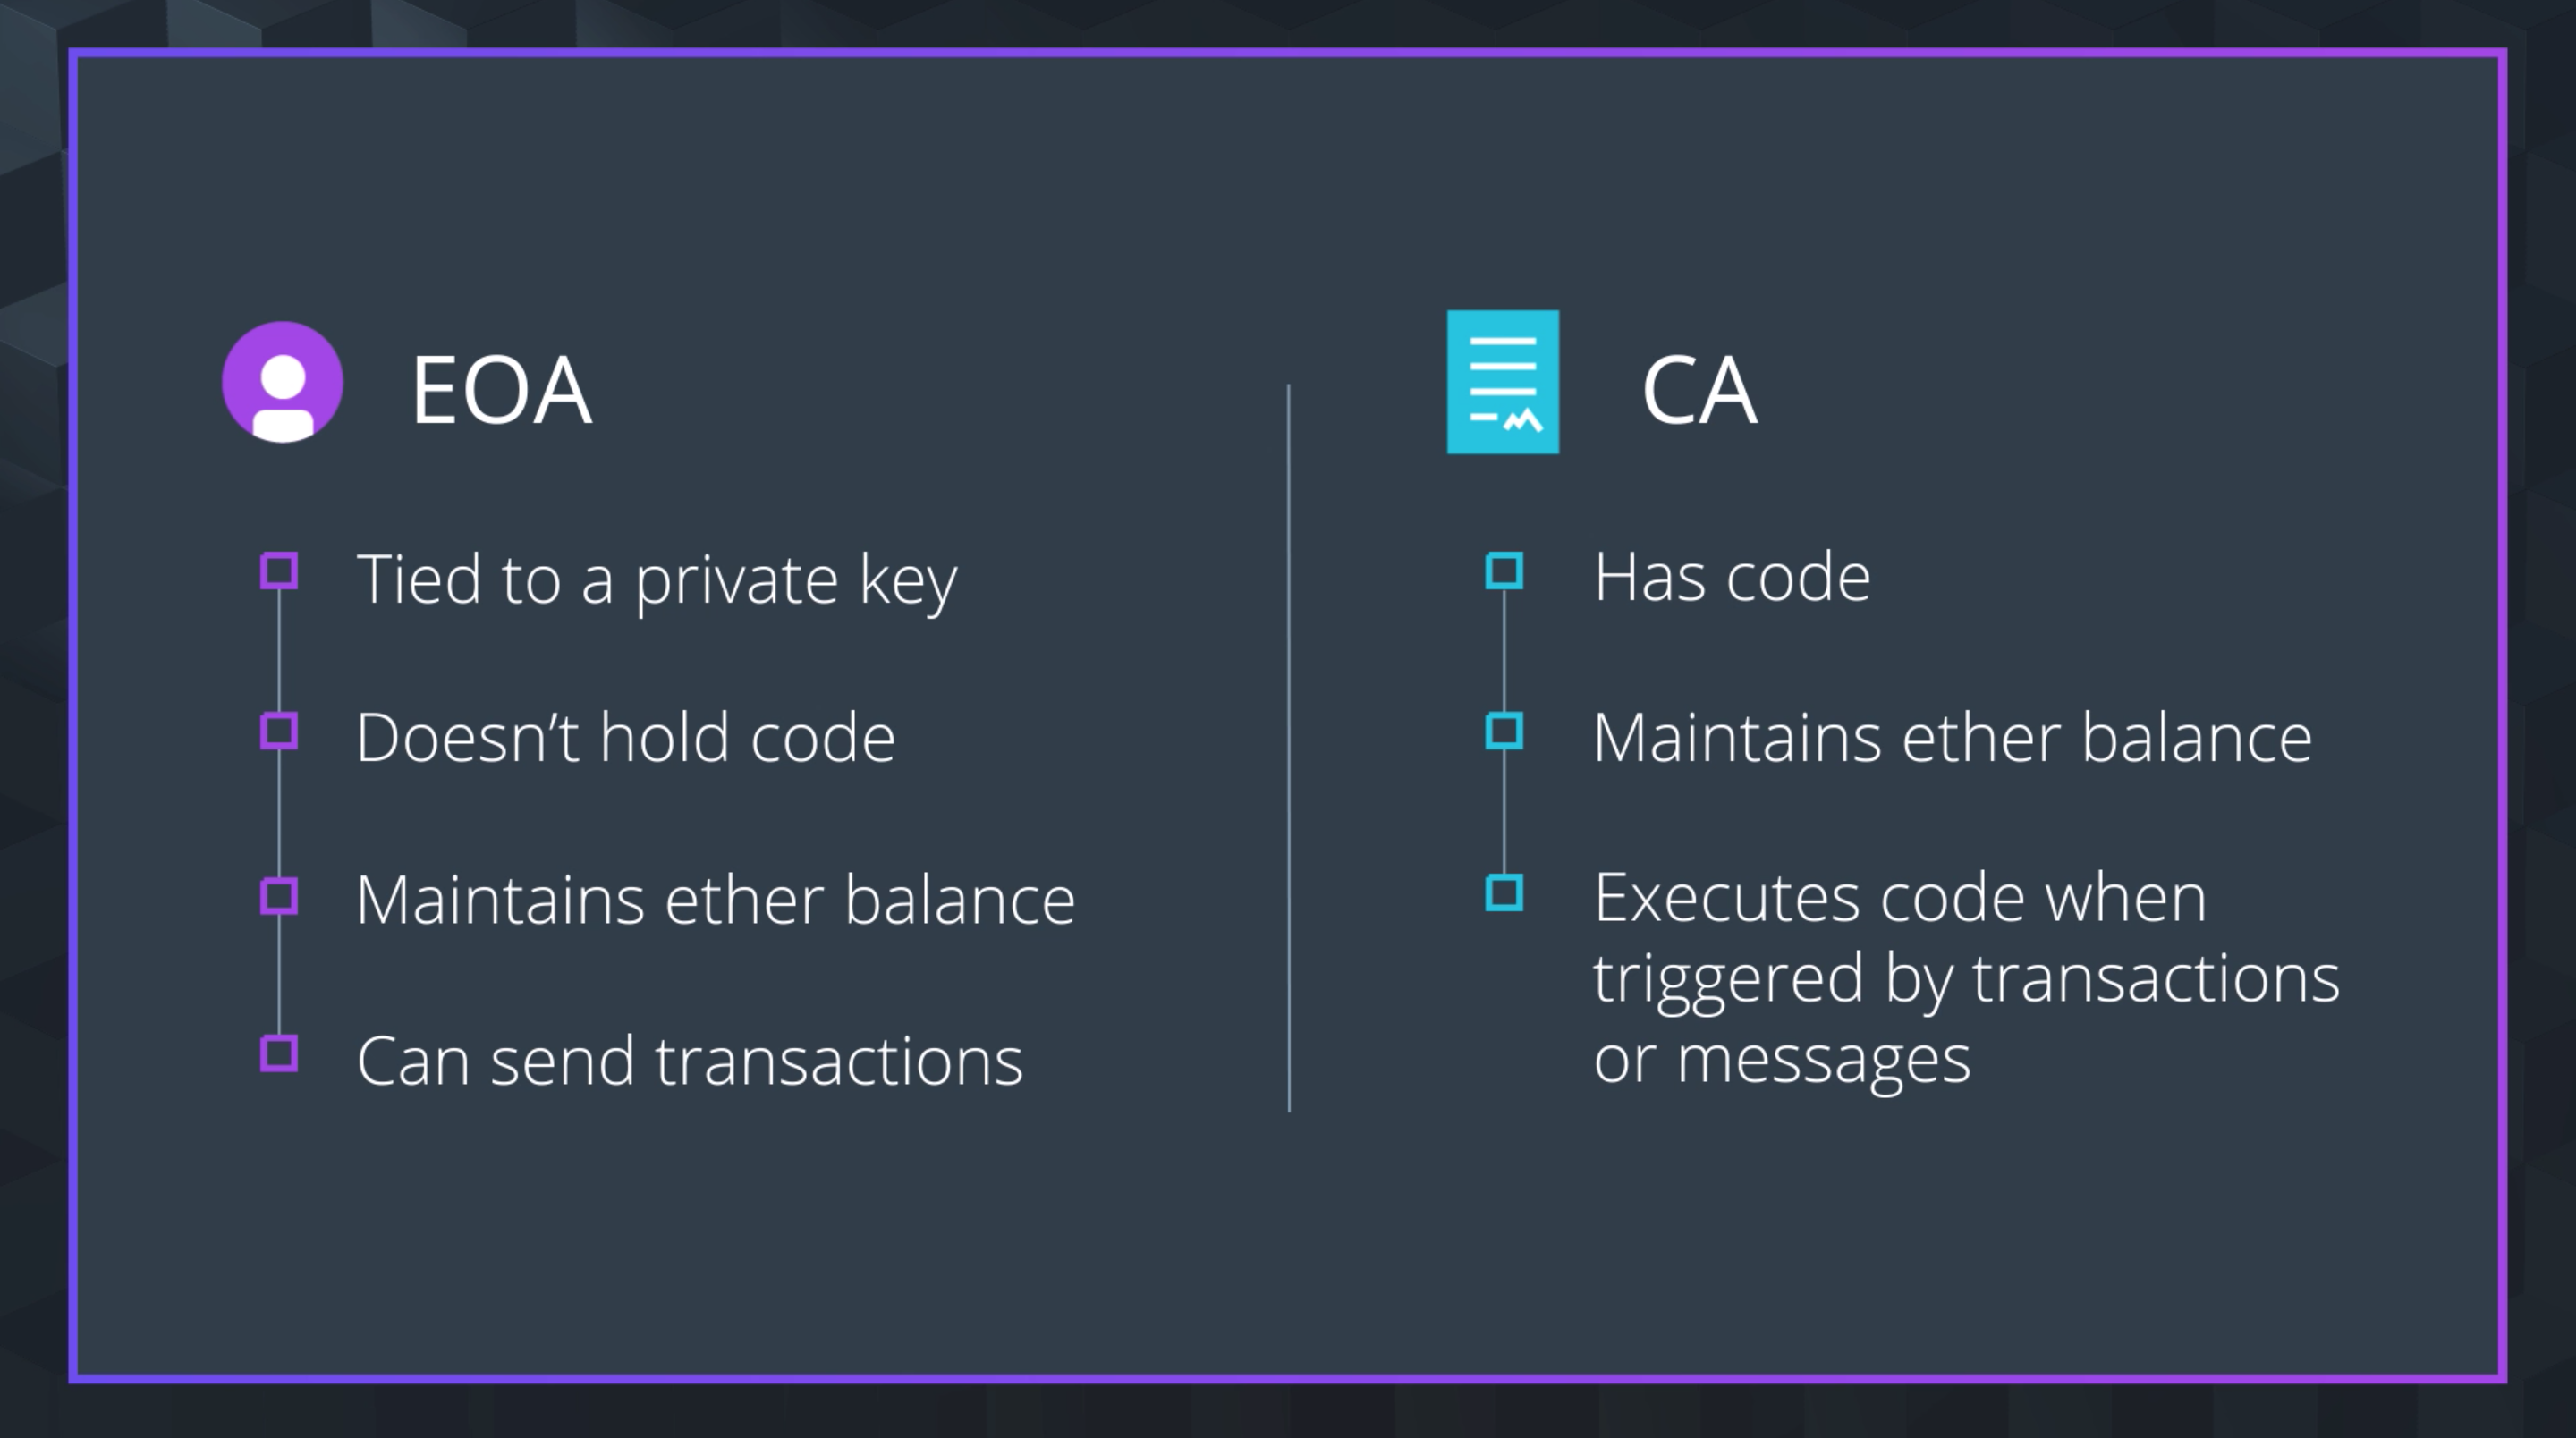 EOA
Tied to a private key
Doesn’t hold code
Maintains ether balance
Can send transactions
CA
Has code
Maintains ether balance
Executes code when
triggered by transactions
or messages